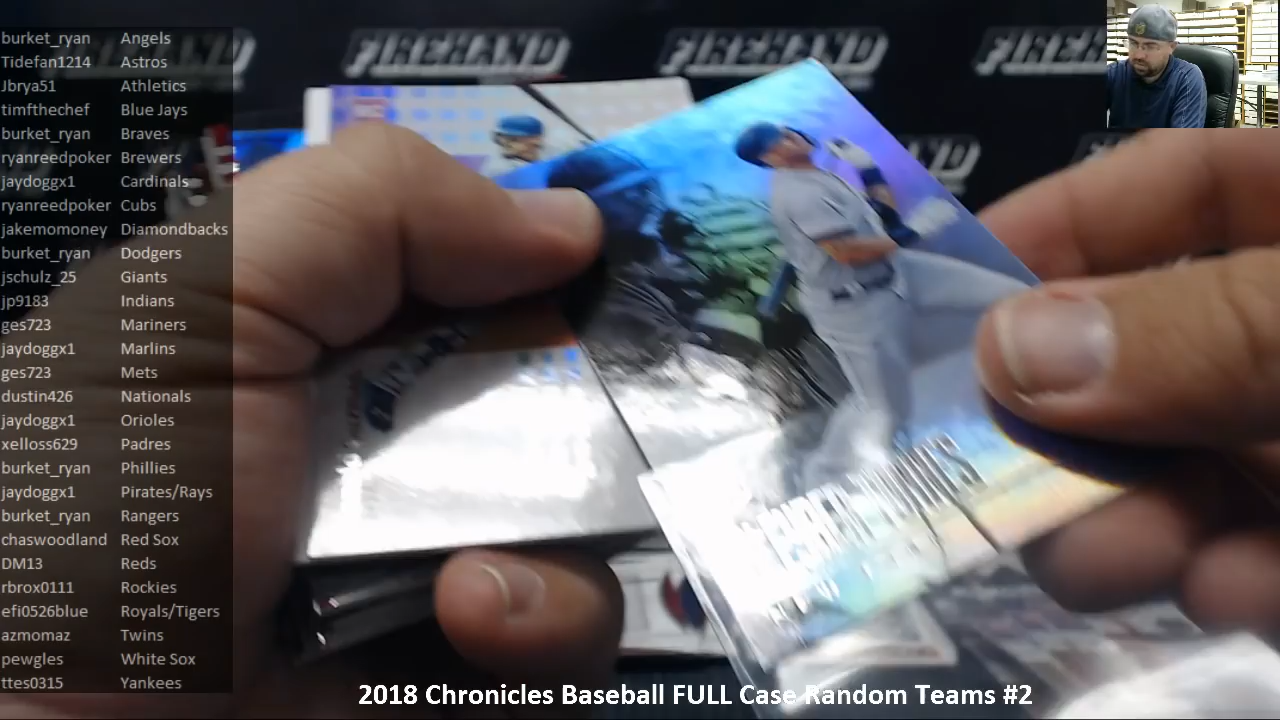 burket_ryan Angels
Tidefan1214 Astros
Jbrya51 Athletics
timfthechef Blue Jays
burket_ryan Braves
ryanreedpoker Brewers
jaydoggx1 Cardinals
ryanreedpoker Cubs
jakemomoney Diamondbacks
burket_ryan Dodgers
jschulz_25 Giants
jp9183 Indians
ges723 Mariners
jaydoggx1 Marlins
ges723 Mets
dustin426 Nationals
jaydoggx1 Orioles
xelloss629 Padres
burket_ryan Phillies
jaydoggx1 Pirates/Rays
burket_ryan Rangers
chaswoodland Red Sox
DM13 Reds
rbrox0111 Rockies
efi0526blue Royals/Tigers
azmomaz Twins
pewgles White Sox
ttes0315 Yankees
FIREHAND FIREHAND
2018 Chronicles Baseball FULL Case Random Teams #2